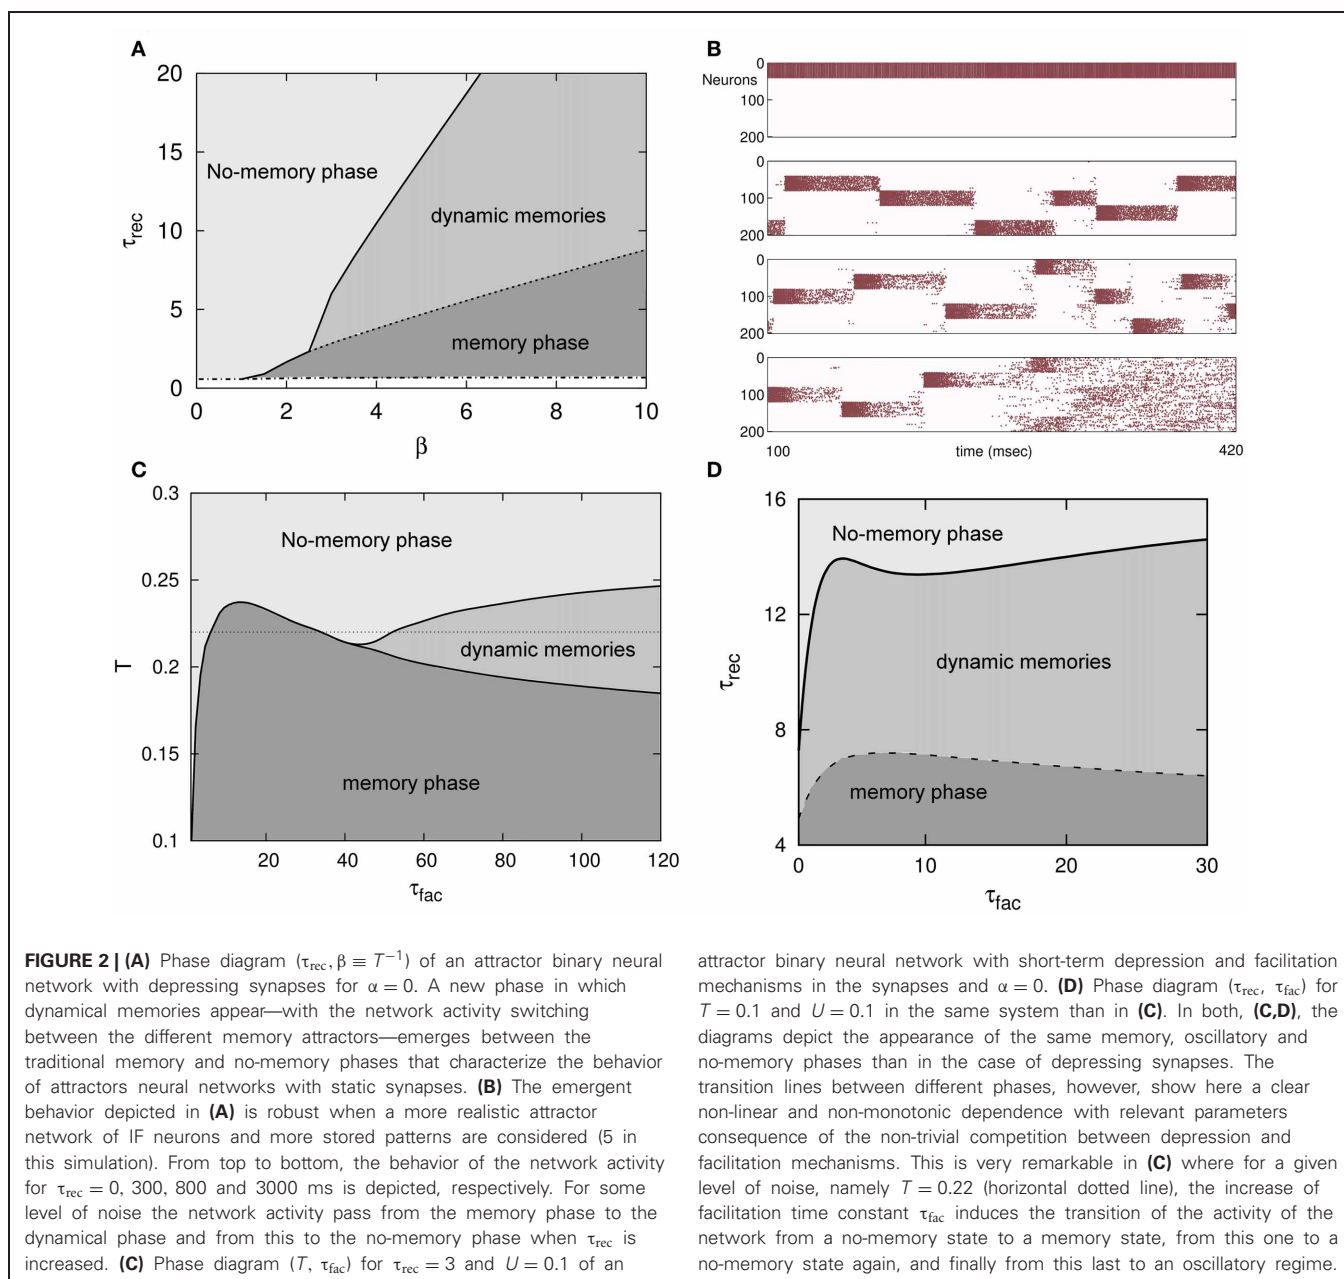 A
20
15
10
5
0
τrec
No-memory phase
dynamic memories
memory phase
0 2 4 6 8 10
β
B
0
Neurons
100
200
0
100
200
0
100
200
0
100
200
100 time (msec) 420
C
0.3
0.25
0.2
0.15
0.1
T
No-memory phase
dynamic memories
memory phase
20 40 60 80 100 120
τfac
D
16
12
8
4
τrec
No-memory phase
dynamic memories
memory phase
0 10 20 30
τfac
FIGURE 2 | (A) Phase diagram (τrec, β ≡ T−1) of an attractor binary neural
network with depressing synapses for α = 0. A new phase in which
dynamical memories appear—with the network activity switching
between the different memory attractors—emerges between the
traditional memory and no-memory phases that characterize the behavior
of attractors neural networks with static synapses. (B) The emergent
behavior depicted in (A) is robust when a more realistic attractor
network of IF neurons and more stored patterns are considered (5 in
this simulation). From top to bottom, the behavior of the network activity
for τrec = 0, 300, 800 and 3000 ms is depicted, respectively. For some
level of noise the network activity pass from the memory phase to the
dynamical phase and from this to the no-memory phase when τrec is
increased. (C) Phase diagram (T, τfac) for τrec = 3 and U = 0.1 of an
attractor binary neural network with short-term depression and facilitation
mechanisms in the synapses and α = 0. (D) Phase diagram (τrec, τfac) for
T = 0.1 and U = 0.1 in the same system than in (C). In both, (C,D), the
diagrams depict the appearance of the same memory, oscillatory and
no-memory phases than in the case of depressing synapses. The
transition lines between different phases, however, show here a clear
non-linear and non-monotonic dependence with relevant parameters
consequence of the non-trivial competition between depression and
facilitation mechanisms. This is very remarkable in (C) where for a given
level of noise, namely T = 0.22 (horizontal dotted line), the increase of
facilitation time constant τfac induces the transition of the activity of the
network from a no-memory state to a memory state, from this one to a
no-memory state again, and finally from this last to an oscillatory regime.